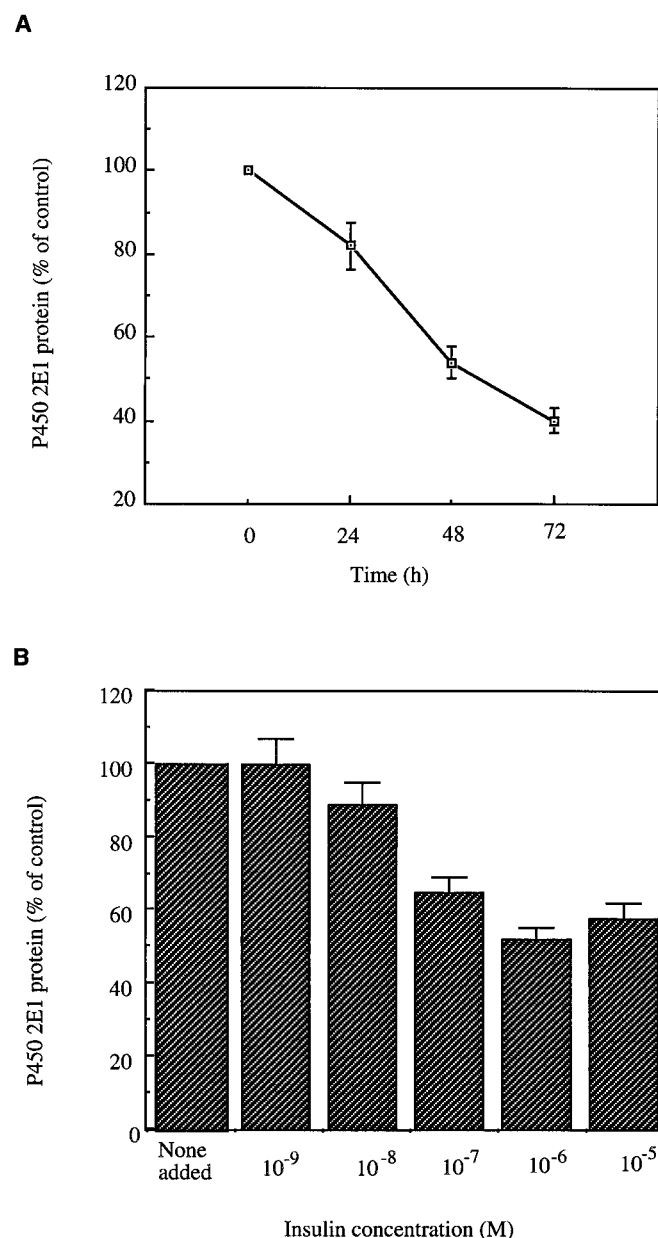 A
120
100
80
60
40
20
P450 2E1 protein (% of control)
0 24 48 72
Time (h)
B
120
100
80
60
40
20
0
P450 2E1 protein (% of control)
None added 10⁻⁹ 10⁻⁸ 10⁻⁷ 10⁻⁶ 10⁻⁵
Insulin concentration (M)